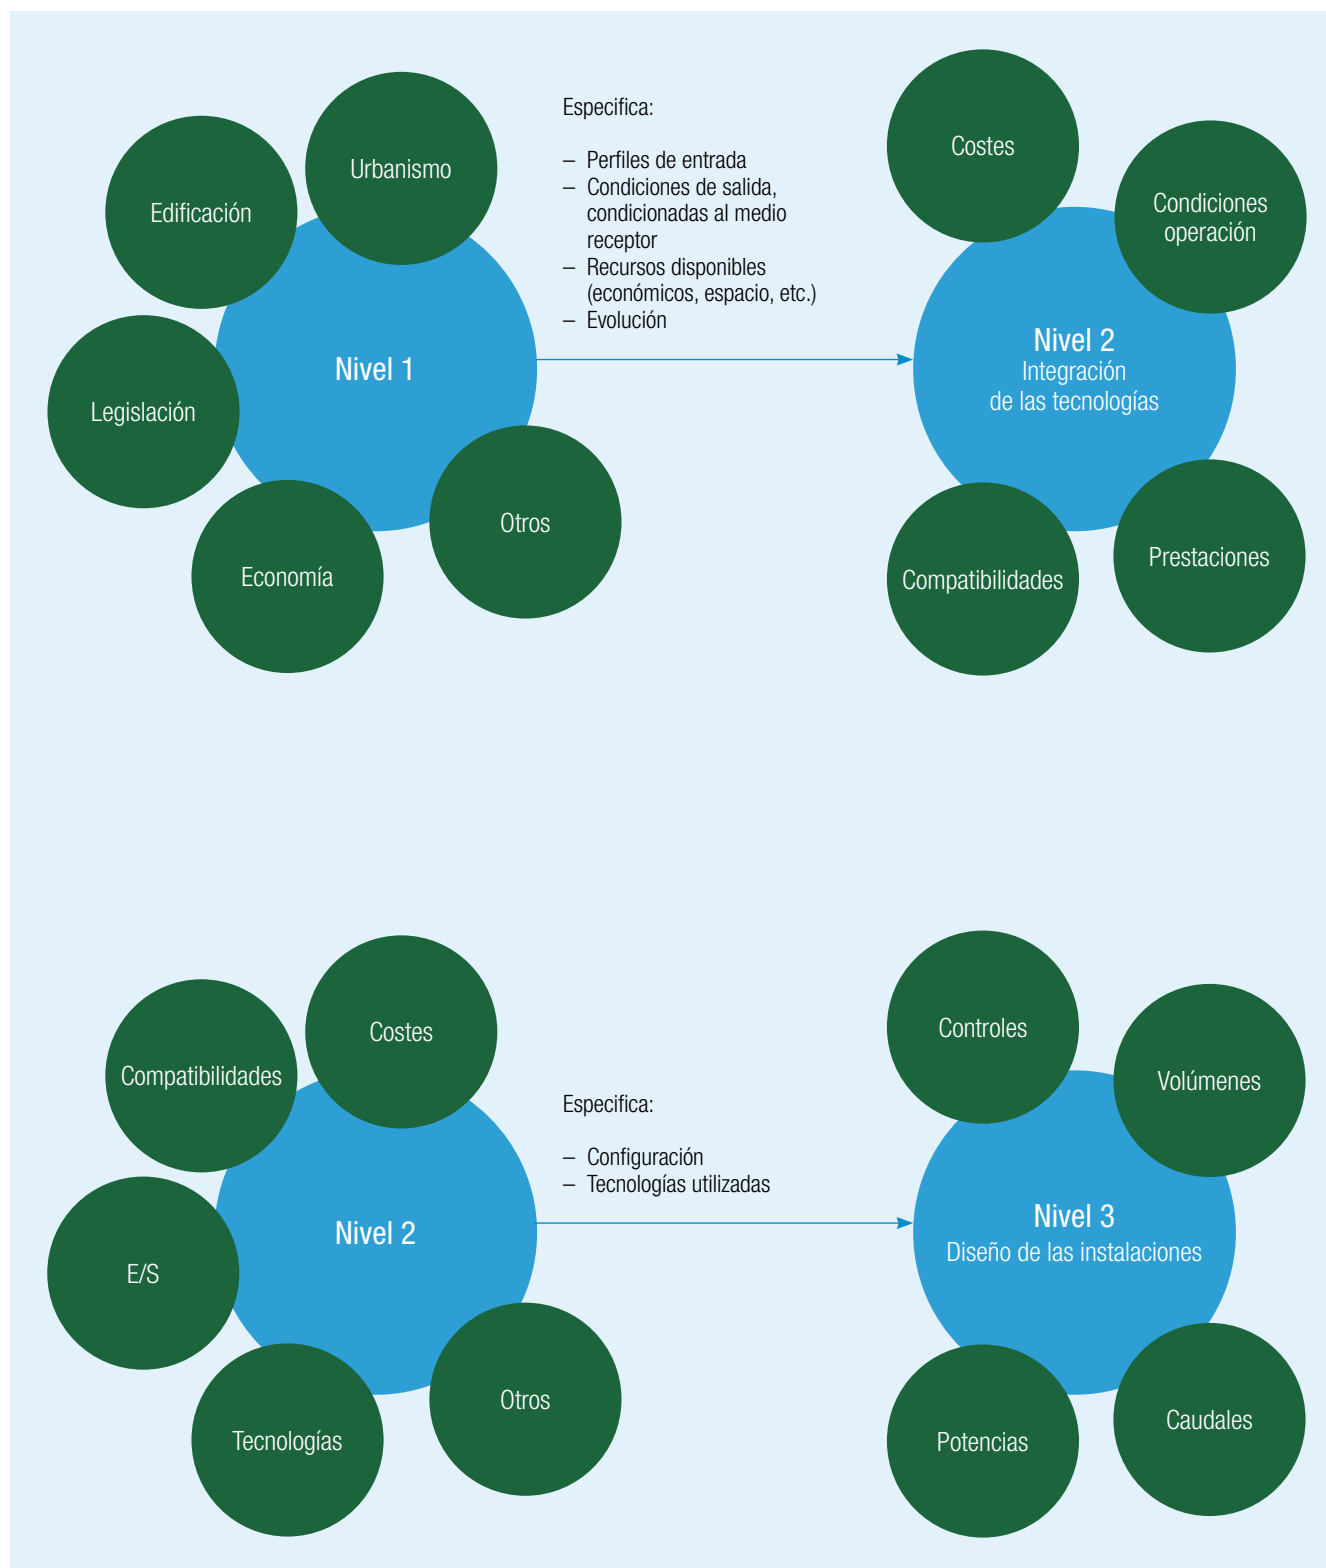 Urbanismo
Edificación
Legislación
Economía
Otros
Nivel 1
Especifica:
– Perfiles de entrada
– Condiciones de salida,
condicionadas al medio
receptor
– Recursos disponibles
(económicos, espacio, etc.)
– Evolución
Costes
Condiciones
operación
Nivel 2
Integración
de las tecnologías
Prestaciones
Compatibilidades
Costes
Compatibilidades
E/S
Tecnologías
Otros
Nivel 2
Especifica:
– Configuración
– Tecnologías utilizadas
Controles
Volúmenes
Nivel 3
Diseño de las instalaciones
Caudales
Potencias